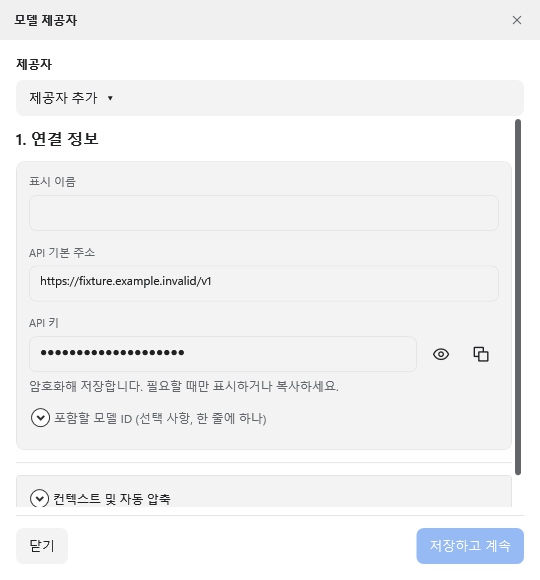 모델 제공자
제공자
제공자 추가
1. 연결 정보
표시 이름
API 기본 주소
https://fixture.example.invalid/v1
API 키
••••••••••••••••••••
암호화해 저장합니다. 필요할 때만 표시하거나 복사하세요.
포함할 모델 ID (선택 사항, 한 줄에 하나)
컨텍스트 및 자동 압축
닫기
저장하고 계속